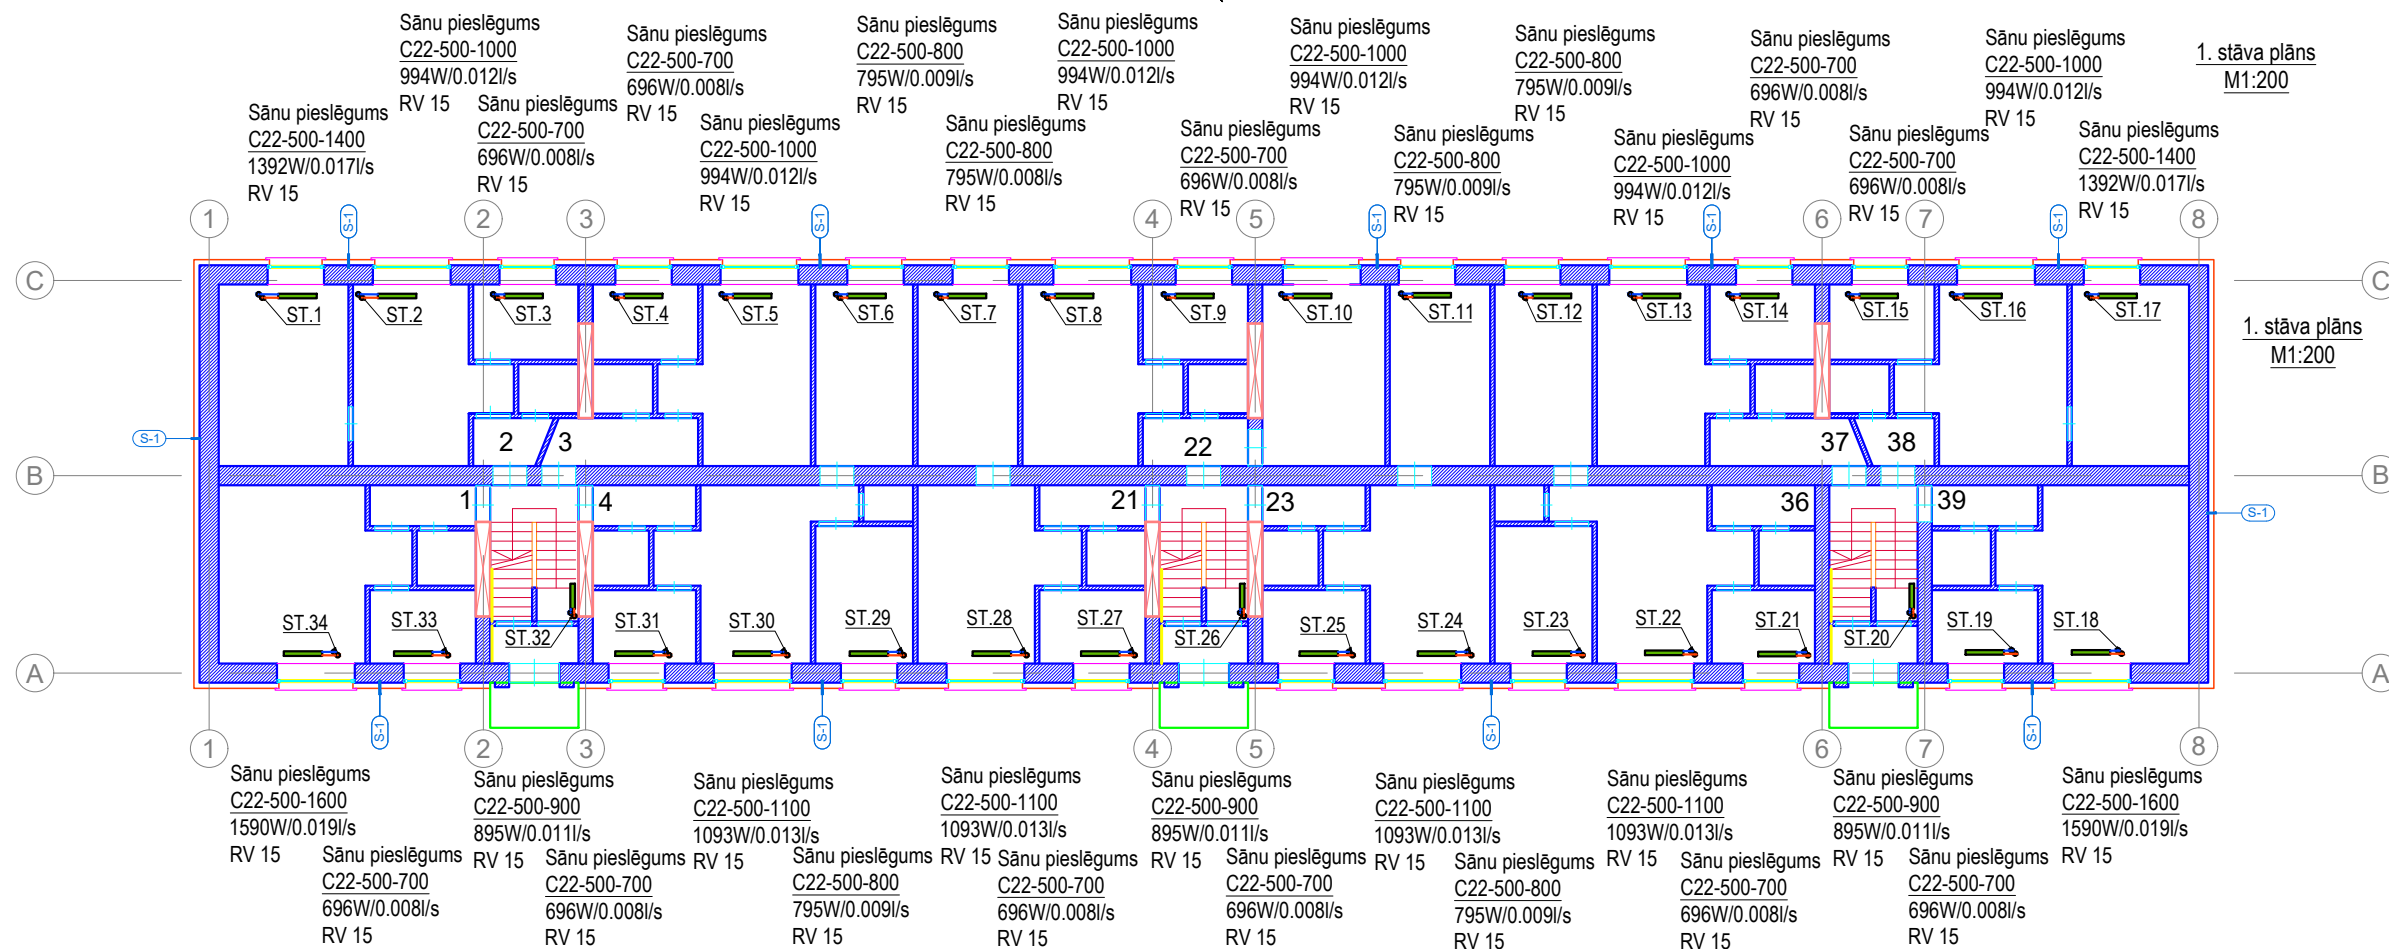 Sānu pieslēgums
C22-500-1400
1392W/0.017l/s
RV 15
Sānu pieslēgums
C22-500-1000
994W/0.012l/s
RV 15
Sānu pieslēgums
C22-500-700
696W/0.008l/s
RV 15
Sānu pieslēgums
C22-500-700
696W/0.008l/s
RV 15
Sānu pieslēgums
C22-500-1000
994W/0.012l/s
RV 15
Sānu pieslēgums
C22-500-800
795W/0.009l/s
RV 15
Sānu pieslēgums
C22-500-800
795W/0.008l/s
RV 15
Sānu pieslēgums
C22-500-1000
994W/0.012l/s
RV 15
Sānu pieslēgums
C22-500-700
696W/0.008l/s
RV 15
Sānu pieslēgums
C22-500-1000
994W/0.012l/s
RV 15
Sānu pieslēgums
C22-500-800
795W/0.009l/s
RV 15
Sānu pieslēgums
C22-500-800
795W/0.009l/s
RV 15
Sānu pieslēgums
C22-500-1000
994W/0.012l/s
RV 15
Sānu pieslēgums
C22-500-700
696W/0.008l/s
RV 15
Sānu pieslēgums
C22-500-700
696W/0.008l/s
RV 15
Sānu pieslēgums
C22-500-1000
994W/0.012l/s
RV 15
Sānu pieslēgums
C22-500-1400
1392W/0.017l/s
RV 15
1. stāva plāns
M1:200
1 2 3 4 5 6 7 8
S-1 S-1 S-1 S-1 S-1
C C
ST.1 ST.2 ST.3 ST.4 ST.5 ST.6 ST.7 ST.8 ST.9 ST.10 ST.11 ST.12 ST.13 ST.14 ST.15 ST.16 ST.17
1. stāva plāns
M1:200
S-1 2 3 22 37 38
B B
1 4 21 23 36 39 S-1
ST.34 ST.33 ST.32 ST.31 ST.30 ST.29 ST.28 ST.27 ST.26 ST.25 ST.24 ST.23 ST.22 ST.21 ST.20 ST.19 ST.18
A A
S-1 S-1 S-1 S-1
1 2 3 4 5 6 7 8
Sānu pieslēgums
C22-500-1600
1590W/0.019l/s
RV 15
Sānu pieslēgums
C22-500-700
696W/0.008l/s
RV 15
Sānu pieslēgums
C22-500-900
895W/0.011l/s
RV 15
Sānu pieslēgums
C22-500-700
696W/0.008l/s
RV 15
Sānu pieslēgums
C22-500-1100
1093W/0.013l/s
RV 15
Sānu pieslēgums
C22-500-800
795W/0.009l/s
RV 15
Sānu pieslēgums
C22-500-1100
1093W/0.013l/s
RV 15
Sānu pieslēgums
C22-500-700
696W/0.008l/s
RV 15
Sānu pieslēgums
C22-500-900
895W/0.011l/s
RV 15
Sānu pieslēgums
C22-500-700
696W/0.008l/s
RV 15
Sānu pieslēgums
C22-500-1100
1093W/0.013l/s
RV 15
Sānu pieslēgums
C22-500-800
795W/0.009l/s
RV 15
Sānu pieslēgums
C22-500-1100
1093W/0.013l/s
RV 15
Sānu pieslēgums
C22-500-700
696W/0.008l/s
RV 15
Sānu pieslēgums
C22-500-900
895W/0.011l/s
RV 15
Sānu pieslēgums
C22-500-700
696W/0.008l/s
RV 15
Sānu pieslēgums
C22-500-1600
1590W/0.019l/s
RV 15